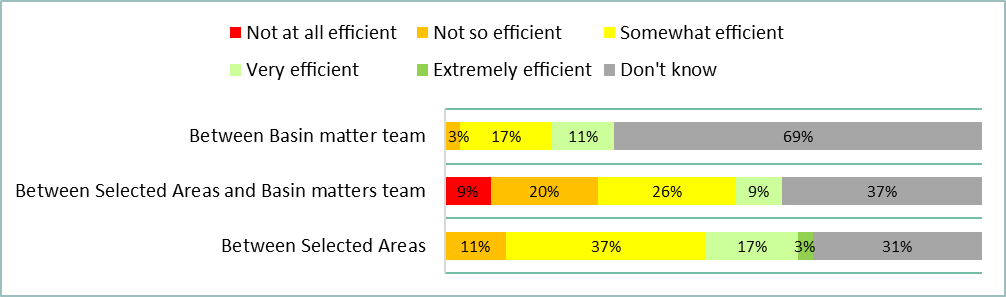 Not at all efficient Not so efficient Somewhat efficient
Very efficient Extremely efficient Don't know
Between Basin matter team 3% 17% 11% 69%
Between Selected Areas and Basin matters team 9% 20% 26% 9% 37%
Between Selected Areas 11% 37% 17% 3% 31%